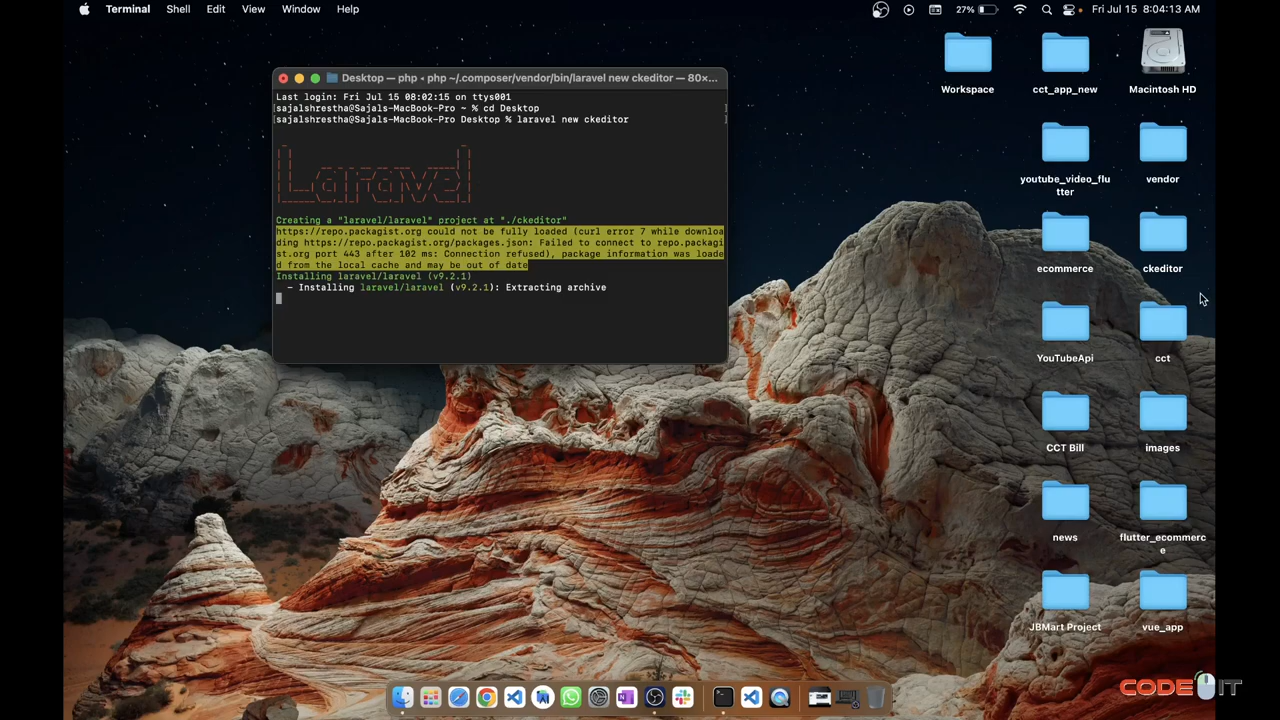 Terminal Shell Edit View Window Help 27% Fri Jul 15 8:04:13 AM
Desktop — php ◂ php ~/.composer/vendor/bin/laravel new ckeditor — 80×...
Last login: Fri Jul 15 08:02:15 on ttys001
sajalshrestha@Sajals-MacBook-Pro ~ % cd Desktop
sajalshrestha@Sajals-MacBook-Pro Desktop % laravel new ckeditor
Laravel
Creating a "laravel/laravel" project at "./ckeditor"
https://repo.packagist.org could not be fully loaded (curl error 7 while downloa
ding https://repo.packagist.org/packages.json: Failed to connect to repo.packagi
st.org port 443 after 102 ms: Connection refused), package information was loade
d from the local cache and may be out of date
Installing laravel/laravel (v9.2.1)
- Installing laravel/laravel (v9.2.1): Extracting archive
Workspace cct_app_new Macintosh HD
youtube_video_flu
tter
vendor
ecommerce ckeditor
YouTubeApi cct
CCT Bill images
news
flutter_ecommerc
e
JBMart Project vue_app
CODE IT